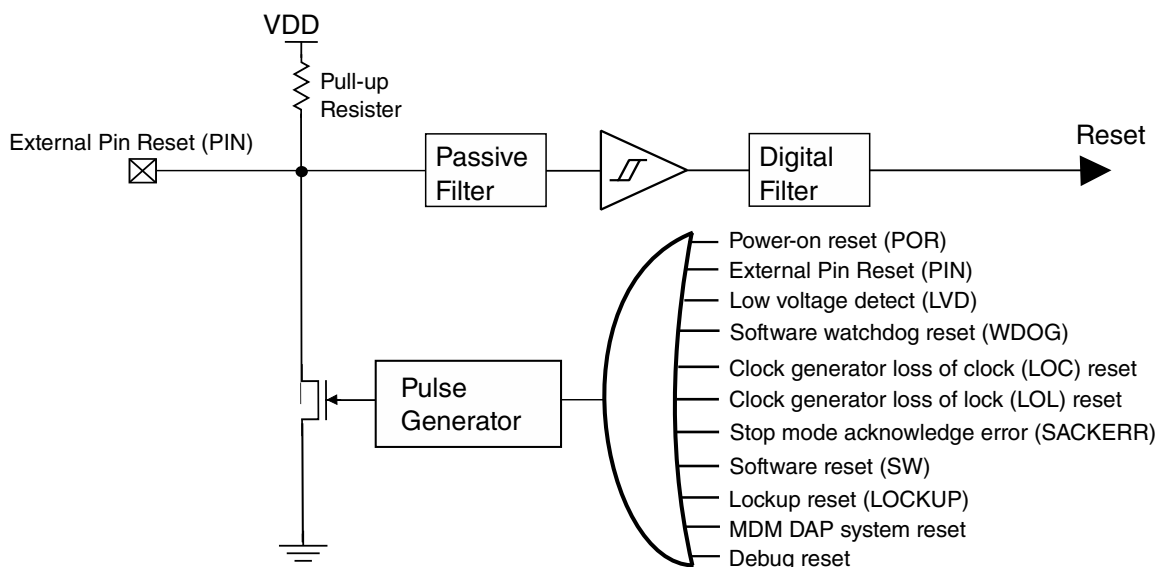 VDD
Pull-up
Resister
External Pin Reset (PIN)
Passive
Filter
Digital
Filter
Reset
Power-on reset (POR)
External Pin Reset (PIN)
Low voltage detect (LVD)
Software watchdog reset (WDOG)
Clock generator loss of clock (LOC) reset
Clock generator loss of lock (LOL) reset
Stop mode acknowledge error (SACKERR)
Software reset (SW)
Lockup reset (LOCKUP)
MDM DAP system reset
Debug reset
Pulse
Generator